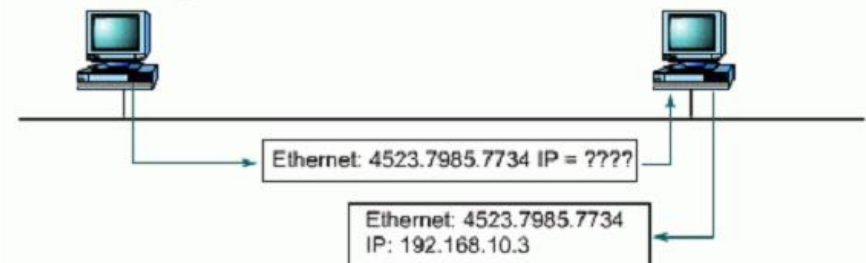 Ethernet: 4523.7985.7734 IP = ????
Ethernet: 4523.7985.7734
IP: 192.168.10.3